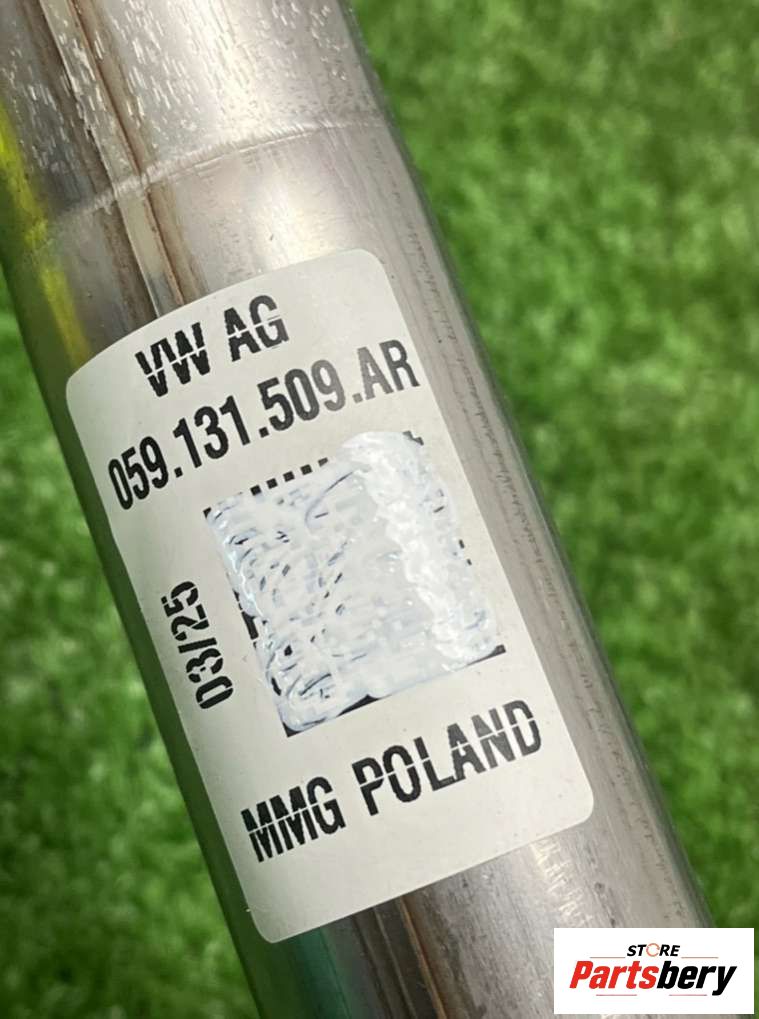 VW AG
059.131.509.AR
03/25
MMG POLAND
STORE
Partsbery